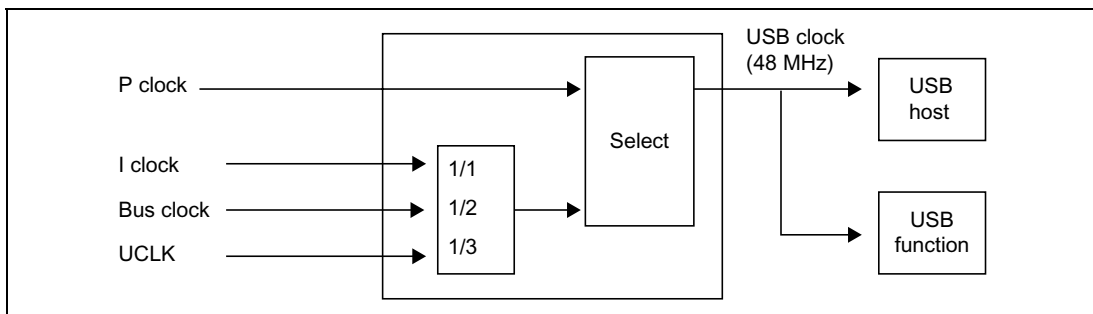 P clock
I clock
Bus clock
UCLK
1/1
1/2
1/3
Select
USB clock
(48 MHz)
USB
host
USB
function